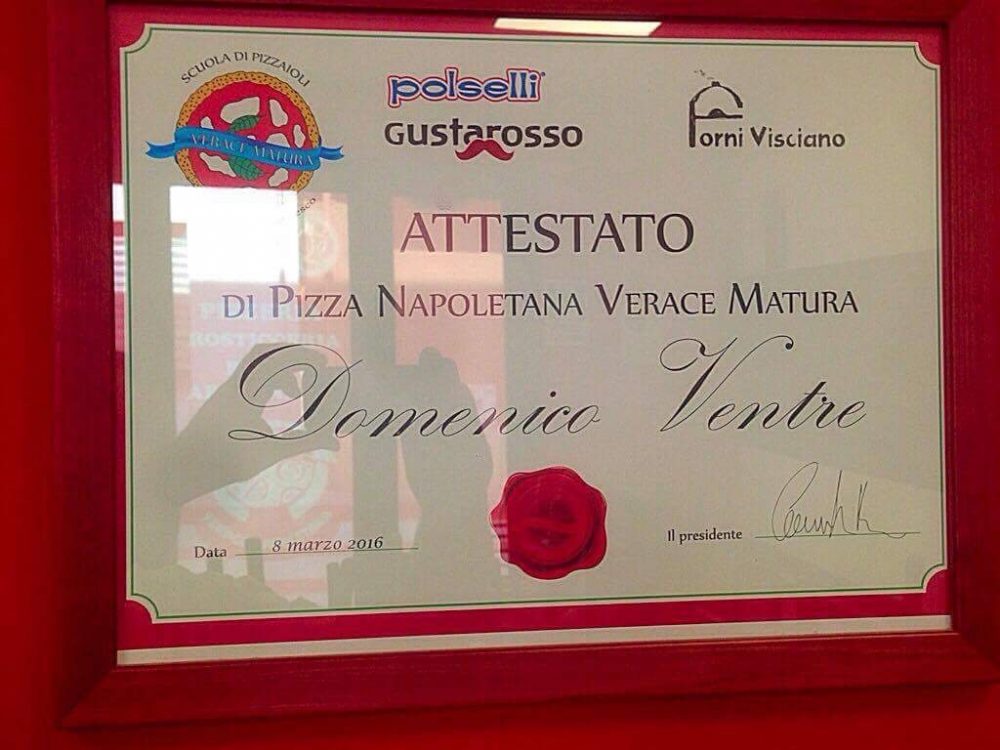 SCUOLA DI PIZZAIOLI
VERACE MATURA
polselli
GUSTAROSSO
Forni Visciano
ATTESTATO
DI PIZZA NAPOLETANA VERACE MATURA
Domenico Ventre
Data 8 marzo 2016
Il presidente